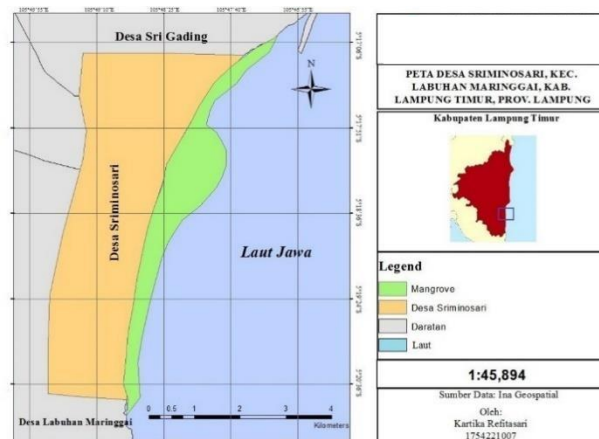 Desa Sri Gading
N
Desa Sriminosari
Laut Jawa
Desa Labuhan Maringgai
0 0.5 1 2 3 4
Kilometers
PETA DESA SRIMINOSARI, KEC.
LABUHAN MARINGGAI, KAB.
LAMPUNG TIMUR, PROV. LAMPUNG
Kabupaten Lampung Timur
Legend
Mangrove
Desa Sriminosari
Daratan
Laut
1:45,894
Sumber Data: Ina Geospatial
Oleh:
Kartika Refitasari
1754221007